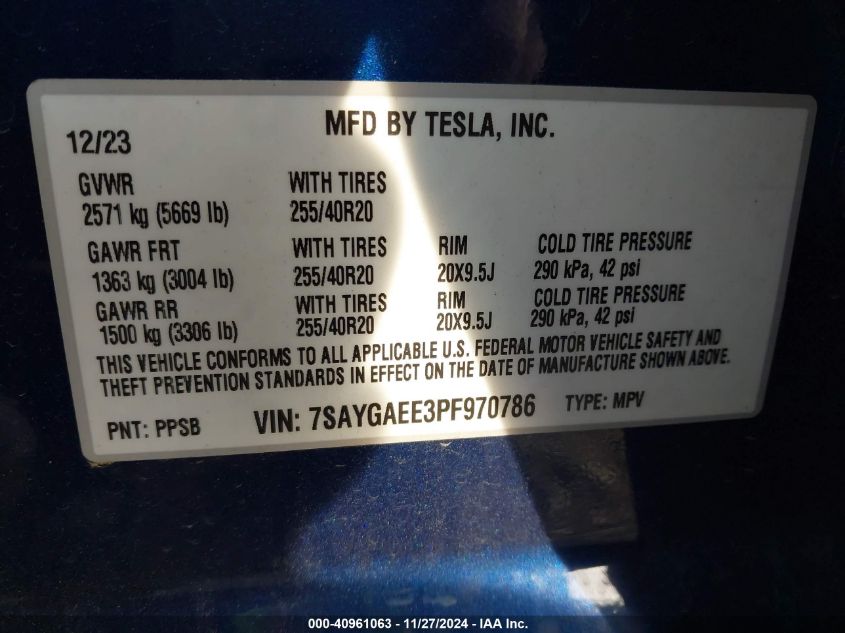 MFD BY TESLA, INC.
12/23
GVWR WITH TIRES
2571 kg (5669 lb) 255/40R20
GAWR FRT WITH TIRES RIM COLD TIRE PRESSURE
1363 kg (3004 lb) 255/40R20 20X9.5J 290 kPa, 42 psi
GAWR RR WITH TIRES RIM COLD TIRE PRESSURE
1500 kg (3306 lb) 255/40R20 20X9.5J 290 kPa, 42 psi
THIS VEHICLE CONFORMS TO ALL APPLICABLE U.S. FEDERAL MOTOR VEHICLE SAFETY AND
THEFT PREVENTION STANDARDS IN EFFECT ON THE DATE OF MANUFACTURE SHOWN ABOVE.
PNT: PPSB VIN: 7SAYGAEE3PF970786 TYPE: MPV
000-40961063 - 11/27/2024 - IAA Inc.